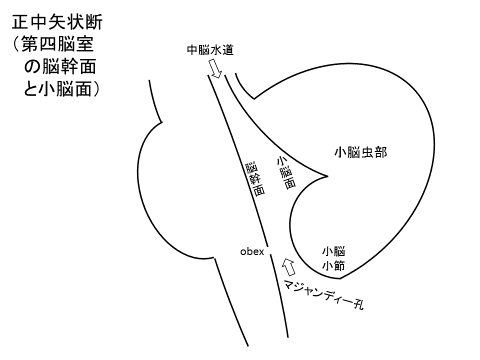 正中矢状断
(第四脳室
の脳幹面
と小脳面)
中脳水道
小脳虫部
小脳面
脳幹面
obex
小脳
小節
マジャンディー孔